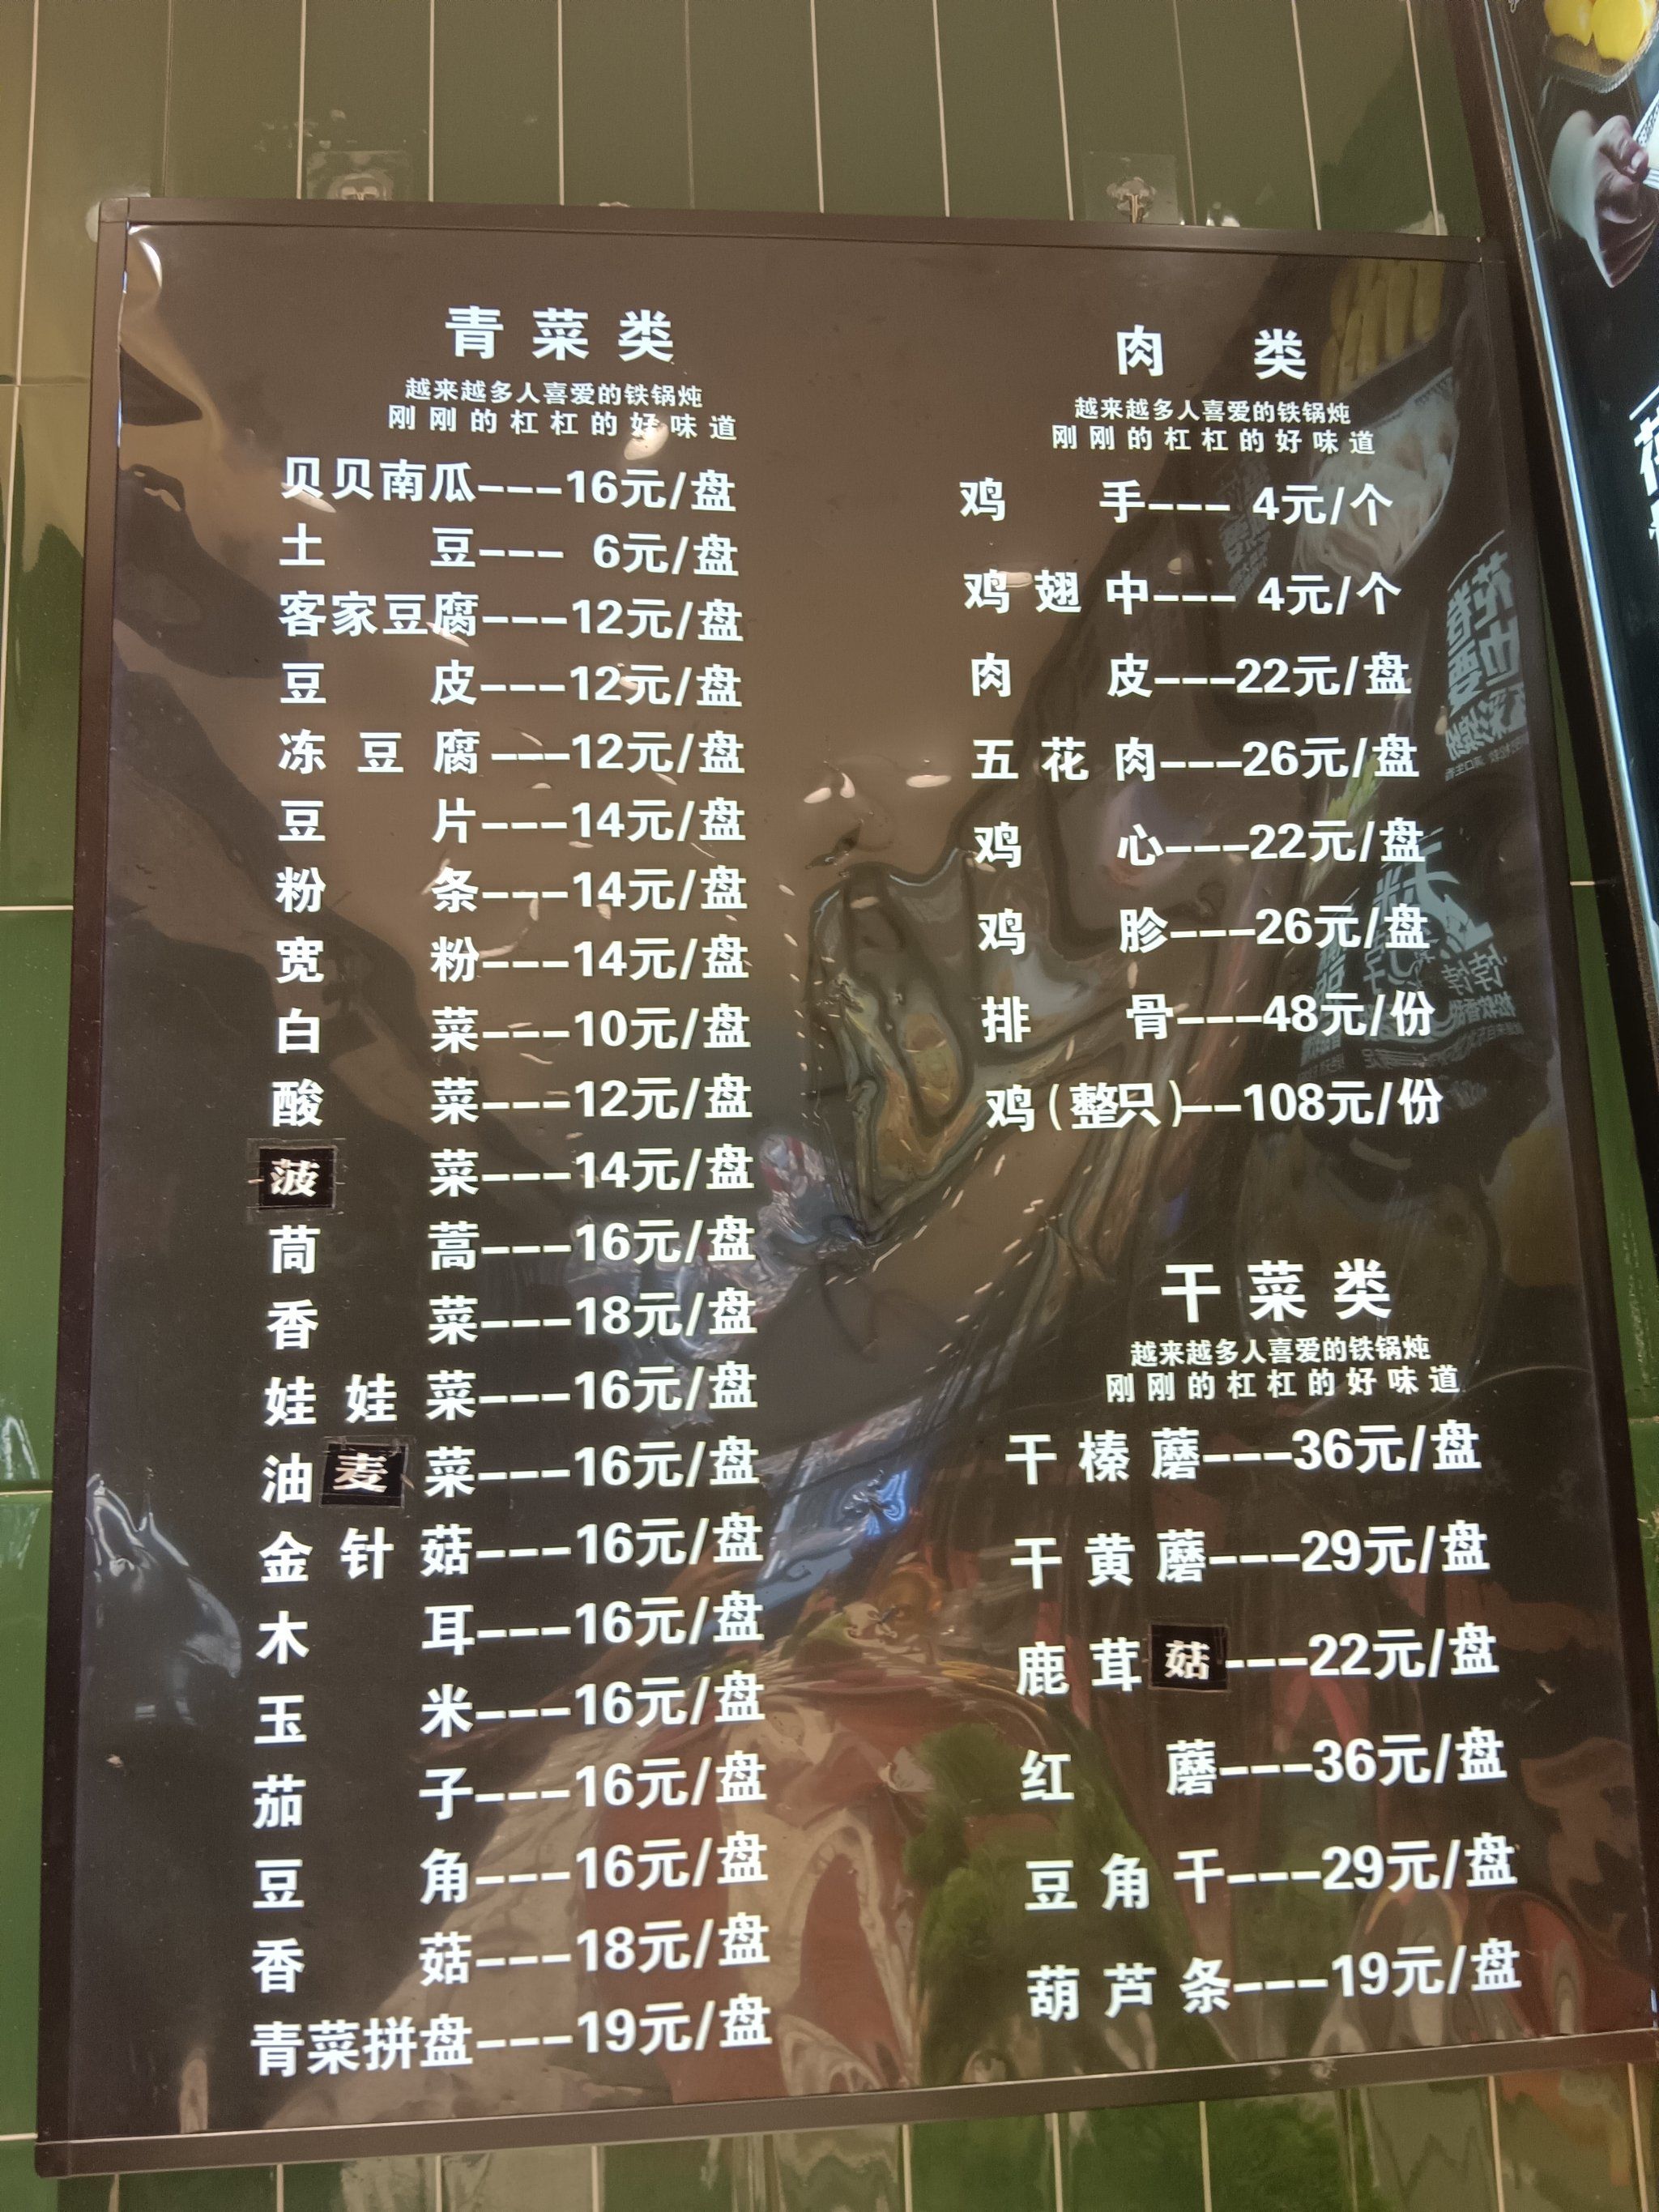 青菜类
越来越多人喜爱的铁锅炖
刚刚的杠杠的好味道
贝贝南瓜---16元/盘
土豆--- 6元/盘
客家豆腐---12元/盘
豆皮---12元/盘
冻豆腐---12元/盘
豆片---14元/盘
粉条---14元/盘
宽粉---14元/盘
白菜---10元/盘
酸菜---12元/盘
菠菜---14元/盘
茼蒿---16元/盘
香菜---18元/盘
娃娃菜---16元/盘
油麦菜---16元/盘
金针菇---16元/盘
木耳---16元/盘
玉米---16元/盘
茄子---16元/盘
豆角---16元/盘
香菇---18元/盘
青菜拼盘---19元/盘
肉类
越来越多人喜爱的铁锅炖
刚刚的杠杠的好味道
鸡手--- 4元/个
鸡翅中--- 4元/个
肉皮---22元/盘
五花肉---26元/盘
鸡心---22元/盘
鸡胗---26元/盘
排骨---48元/份
鸡(整只)--108元/份
干菜类
越来越多人喜爱的铁锅炖
刚刚的杠杠的好味道
干榛蘑---36元/盘
干黄蘑---29元/盘
鹿茸菇---22元/盘
红蘑---36元/盘
豆角干---29元/盘
葫芦条---19元/盘